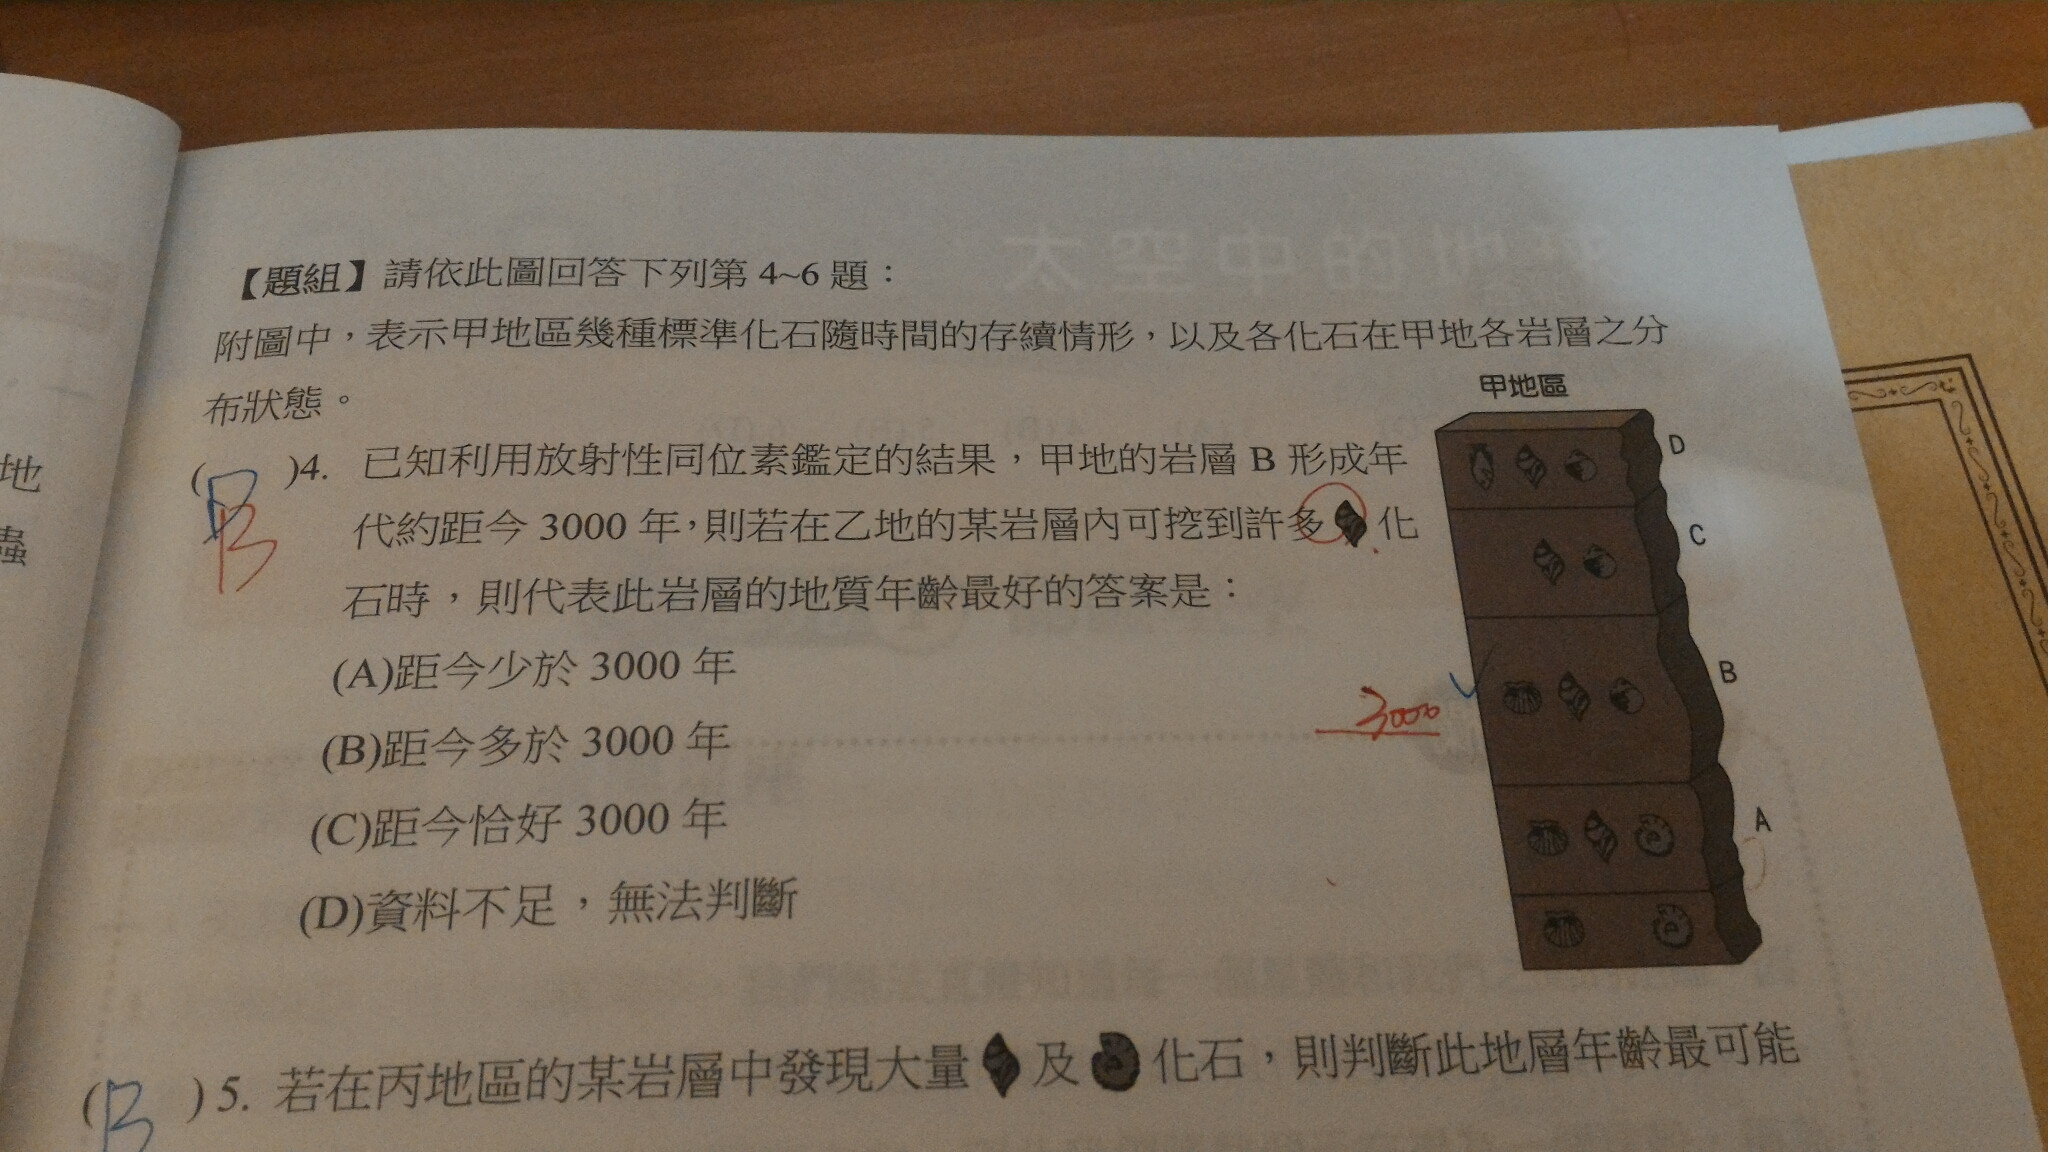 【題組】請依此圖回答下列第 4~6 題：
附圖中，表示甲地區幾種標準化石隨時間的存續情形，以及各化石在甲地各岩層之分
布狀態。
甲地區
D
C
B
A
3000
( B )4. 已知利用放射性同位素鑑定的結果，甲地的岩層 B 形成年
代約距今 3000 年，則若在乙地的某岩層內可挖到許多 化
石時，則代表此岩層的地質年齡最好的答案是：
(A)距今少於 3000 年
(B)距今多於 3000 年
(C)距今恰好 3000 年
(D)資料不足，無法判斷
( B ) 5. 若在丙地區的某岩層中發現大量 及 化石，則判斷此地層年齡最可能
地
蟲